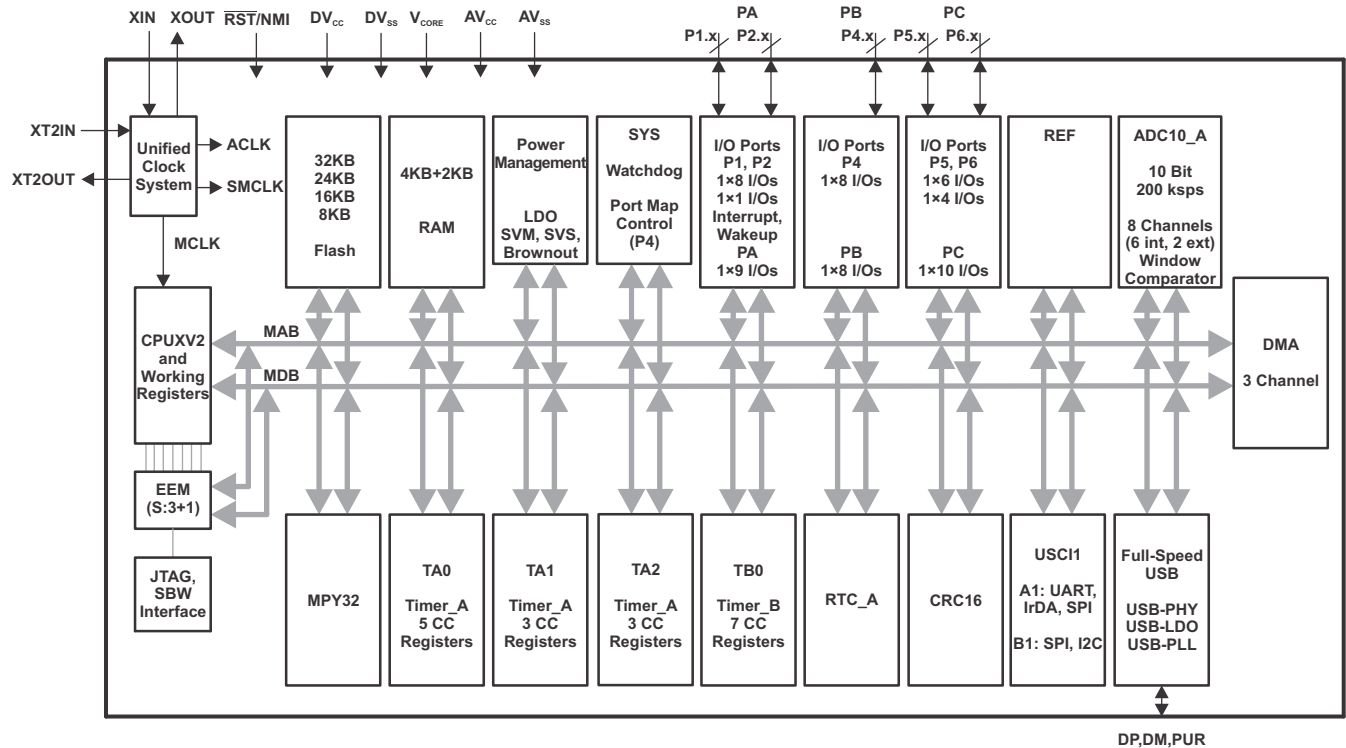 XIN
XOUT
RST/NMI
DVCC
DVSS
VCORE
AVCC
AVSS
PA
P1.x
P2.x
PB
P4.x
PC
P5.x
P6.x
XT2IN
XT2OUT
Unified
Clock
System
ACLK
SMCLK
MCLK
32KB
24KB
16KB
8KB
Flash
4KB+2KB
RAM
Power
Management
LDO
SVM, SVS,
Brownout
SYS
Watchdog
Port Map
Control
(P4)
I/O Ports
P1, P2
1×8 I/Os
1×1 I/Os
Interrupt,
Wakeup
PA
1×9 I/Os
I/O Ports
P4
1×8 I/Os
PB
1×8 I/Os
I/O Ports
P5, P6
1×6 I/Os
1×4 I/Os
PC
1×10 I/Os
REF
ADC10_A
10 Bit
200 ksps
8 Channels
(6 int, 2 ext)
Window
Comparator
CPUXV2
and
Working
Registers
MAB
MDB
DMA
3 Channel
EEM
(S:3+1)
JTAG,
SBW
Interface
MPY32
TA0
Timer_A
5 CC
Registers
TA1
Timer_A
3 CC
Registers
TA2
Timer_A
3 CC
Registers
TB0
Timer_B
7 CC
Registers
RTC_A
CRC16
USCI1
A1: UART,
IrDA, SPI
B1: SPI, I2C
Full-Speed
USB
USB-PHY
USB-LDO
USB-PLL
DP,DM,PUR